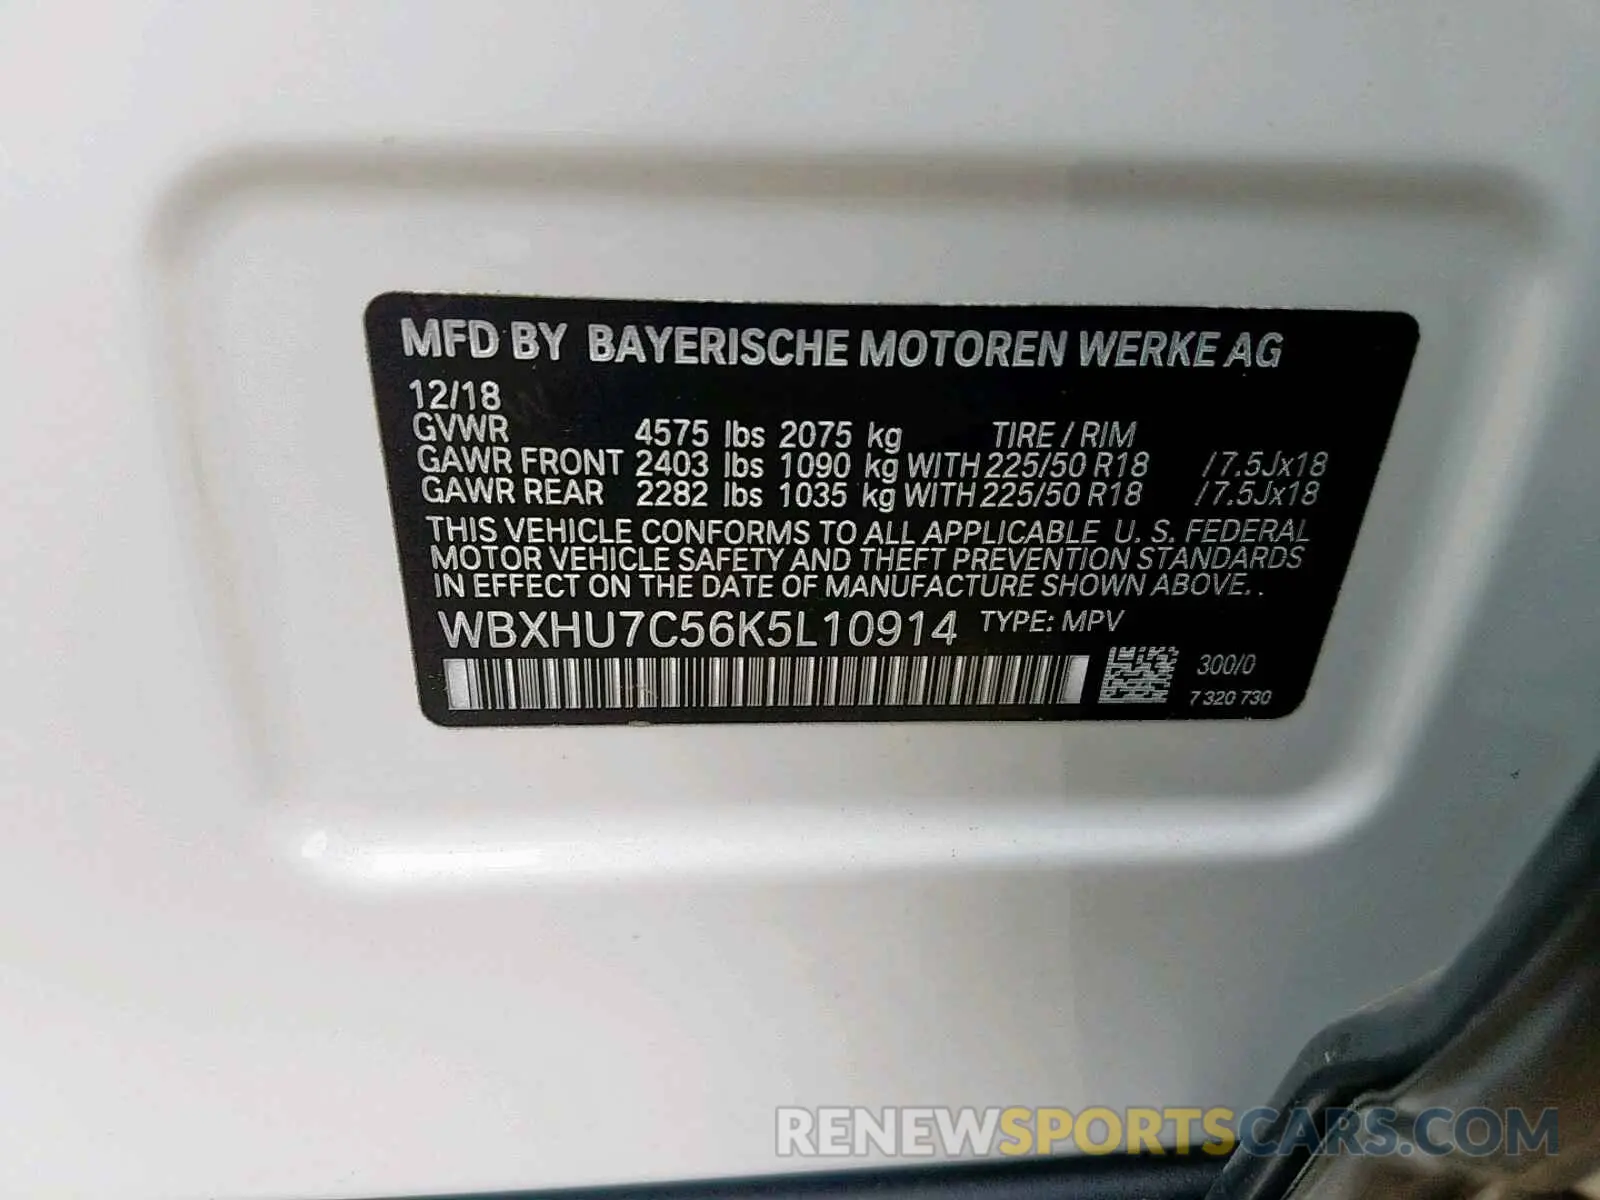 MFD BY BAYERISCHE MOTOREN WERKE AG
12/18
GVWR 4575 lbs 2075 kg TIRE / RIM
GAWR FRONT 2403 lbs 1090 kg WITH 225/50 R18 /7.5Jx18
GAWR REAR 2282 lbs 1035 kg WITH 225/50 R18 /7.5Jx18
THIS VEHICLE CONFORMS TO ALL APPLICABLE U. S. FEDERAL
MOTOR VEHICLE SAFETY AND THEFT PREVENTION STANDARDS
IN EFFECT ON THE DATE OF MANUFACTURE SHOWN ABOVE. .
WBXHU7C56K5L10914 TYPE: MPV
300/0
7 320 730
RENEWSPORTSCARS.COM